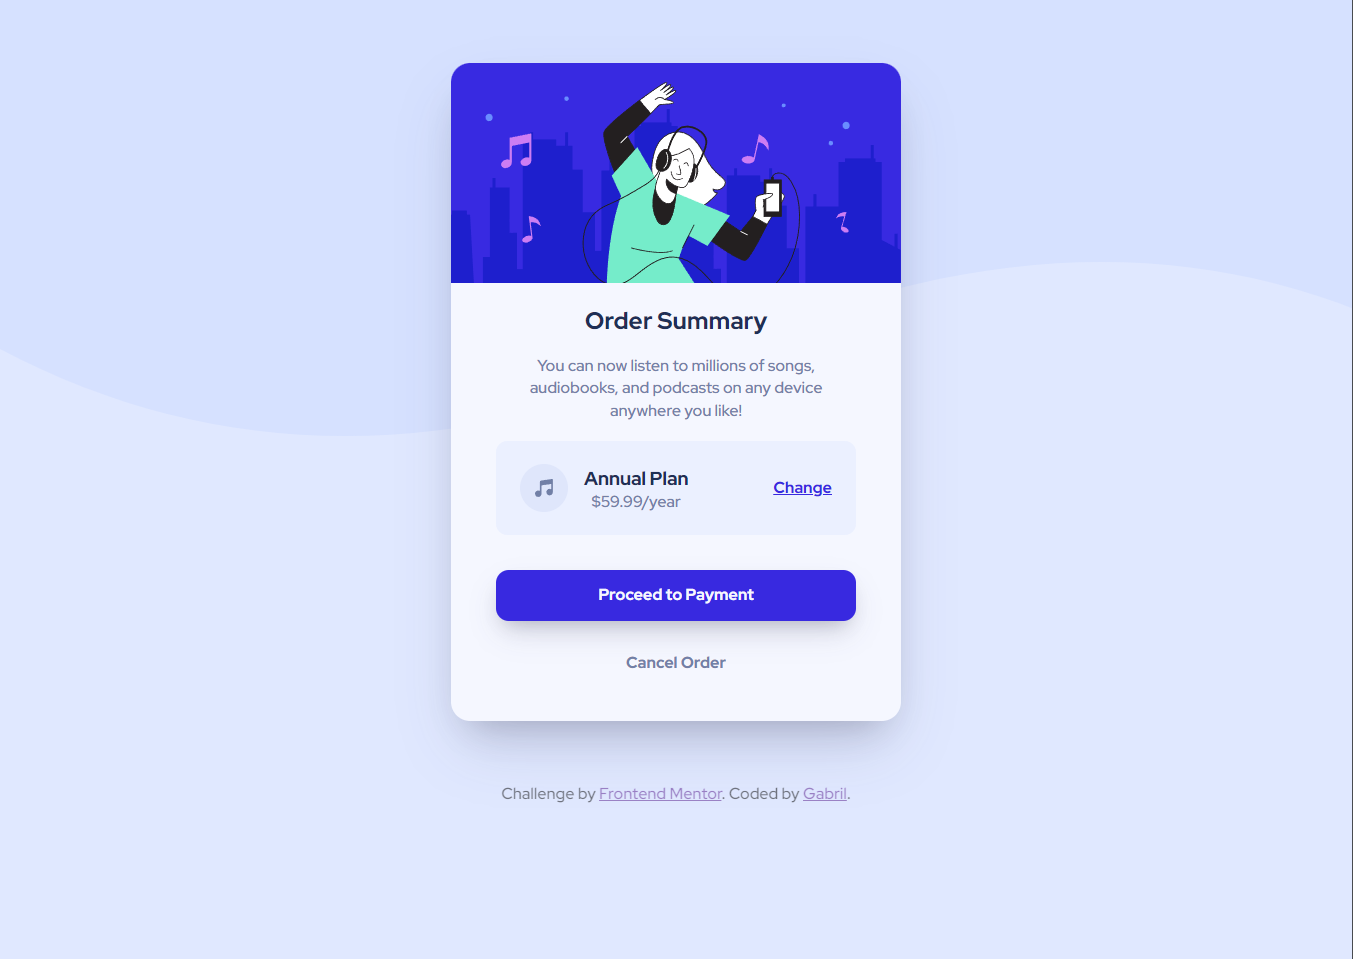 Order Summary
You can now listen to millions of songs,
audiobooks, and podcasts on any device
anywhere you like!
Annual Plan
$59.99/year
Change
Proceed to Payment
Cancel Order
Challenge by Frontend Mentor. Coded by Gabril.